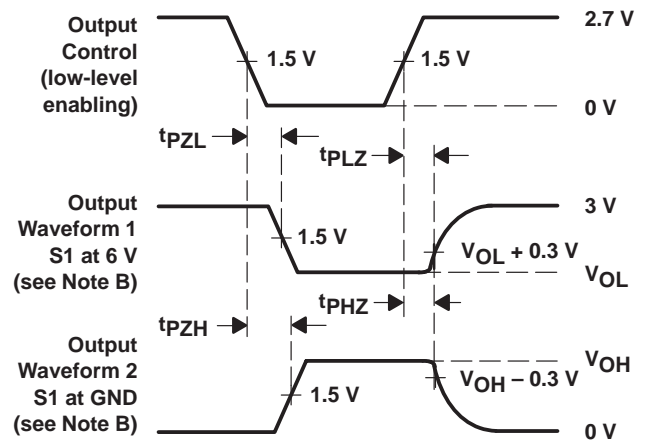 Output
Control
(low-level
enabling)
2.7 V
1.5 V
1.5 V
0 V
tPZL
tPLZ
Output
Waveform 1
S1 at 6 V
(see Note B)
3 V
1.5 V
VOL + 0.3 V
VOL
tPZH
tPHZ
Output
Waveform 2
S1 at GND
(see Note B)
VOH
1.5 V
VOH – 0.3 V
0 V